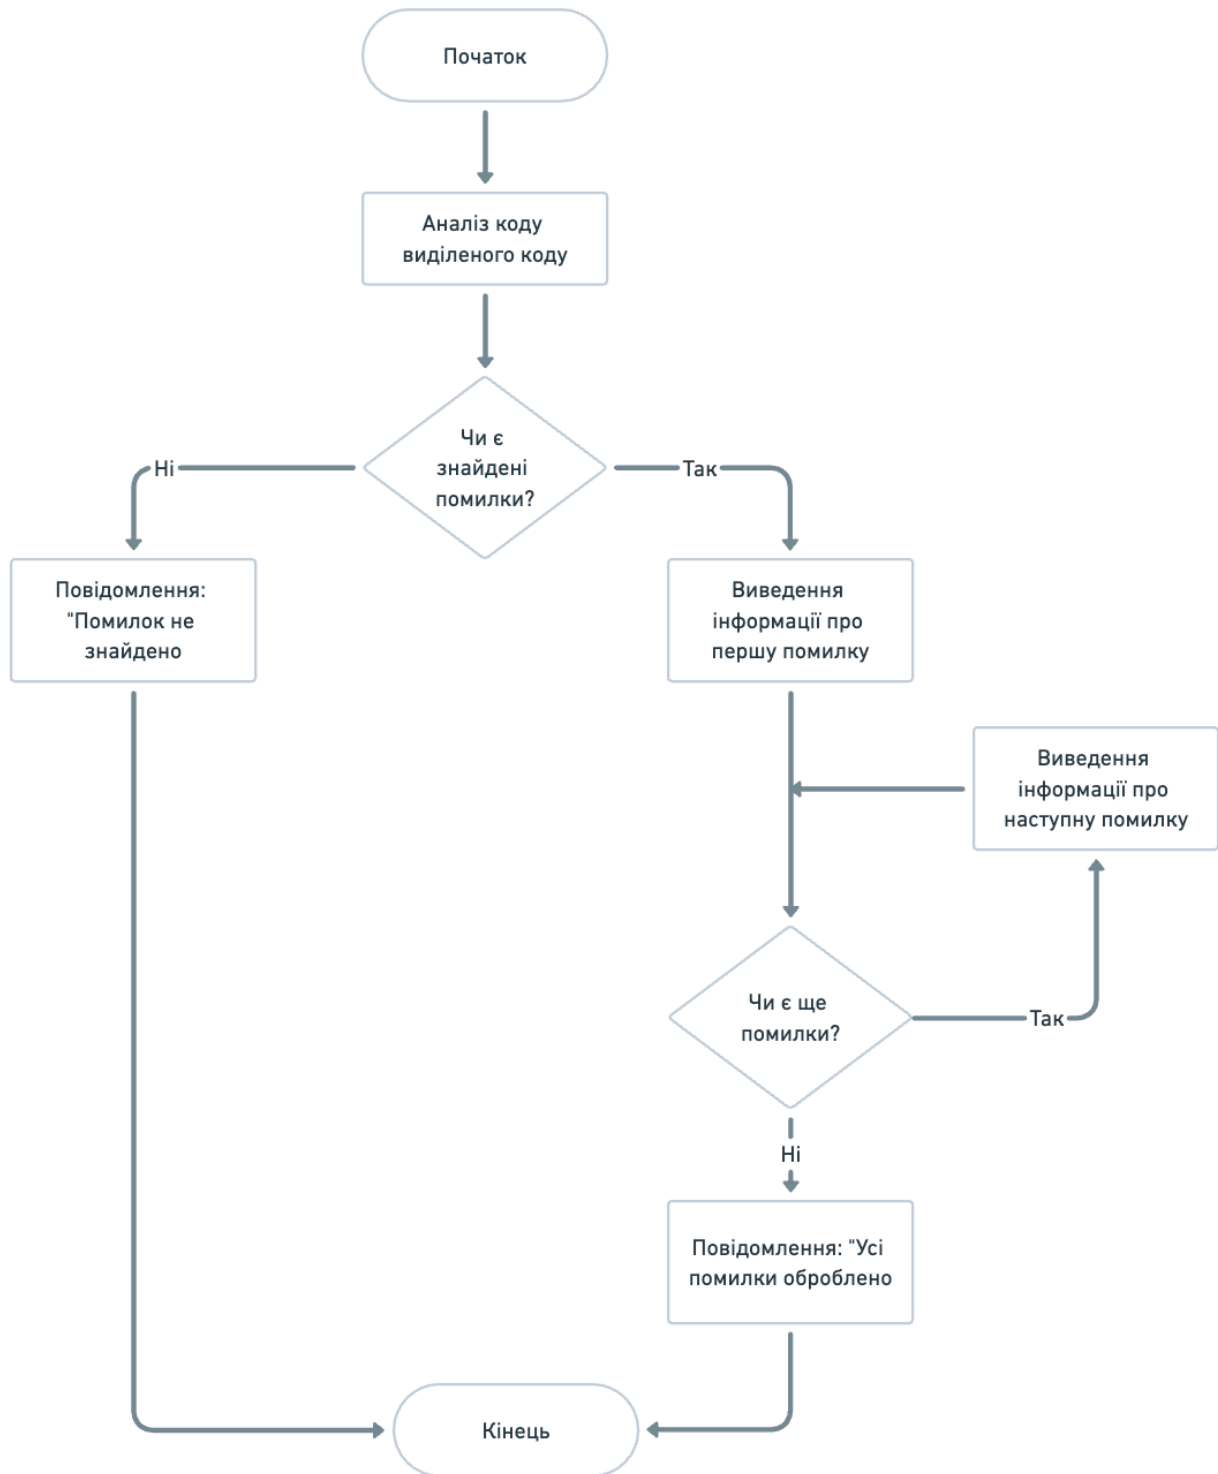 Початок
Аналіз коду
виділеного коду
Чи є
знайдені
помилки?
Ні
Так
Повідомлення:
"Помилок не
знайдено
Виведення
інформації про
першу помилку
Виведення
інформації про
наступну помилку
Чи є ще
помилки?
Так
Ні
Повідомлення: "Усі
помилки оброблено
Кінець